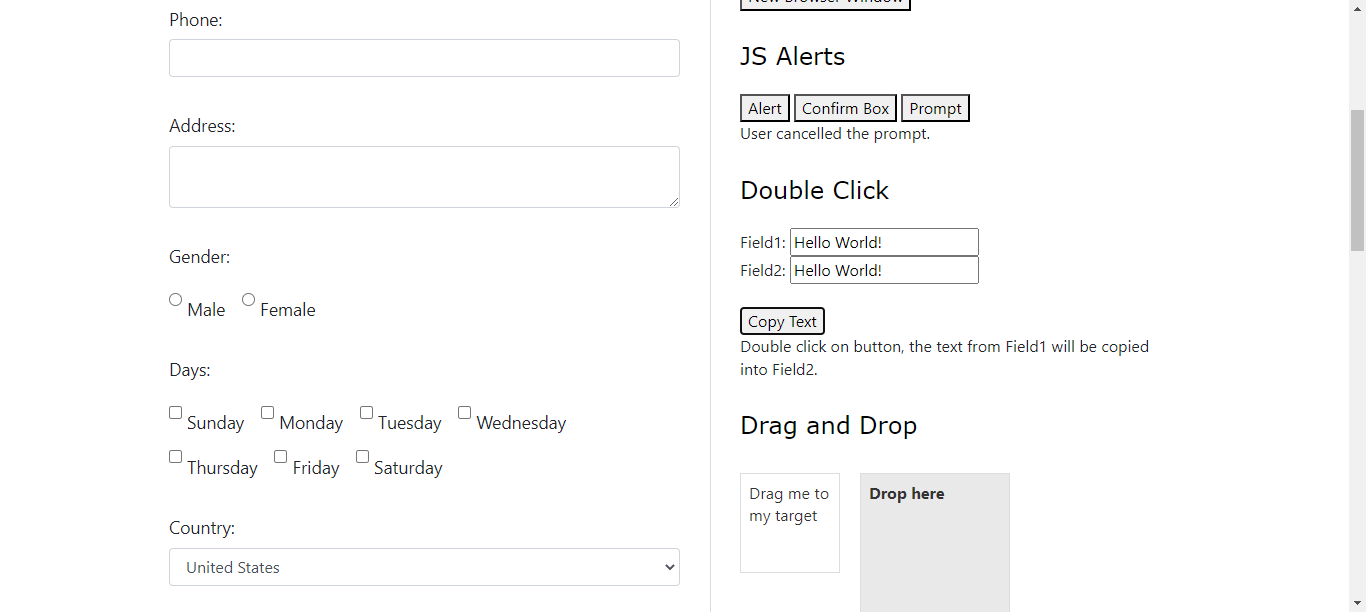 Phone:
Address:
Gender:
Male Female
Days:
Sunday Monday Tuesday Wednesday
Thursday Friday Saturday
Country:
United States
New Browser Window
JS Alerts
Alert Confirm Box Prompt
User cancelled the prompt.
Double Click
Field1: Hello World!
Field2: Hello World!
Copy Text
Double click on button, the text from Field1 will be copied
into Field2.
Drag and Drop
Drag me to
my target
Drop here